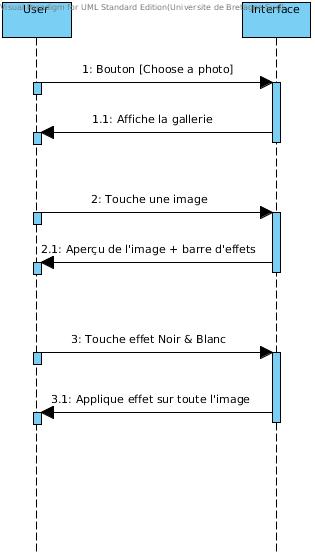 Visual Paradigm for UML Standard Edition(Universite de Bretagne
User
Interface
1: Bouton [Choose a photo]
1.1: Affiche la gallerie
2: Touche une image
2.1: Aperçu de l'image + barre d'effets
3: Touche effet Noir & Blanc
3.1: Applique effet sur toute l'image